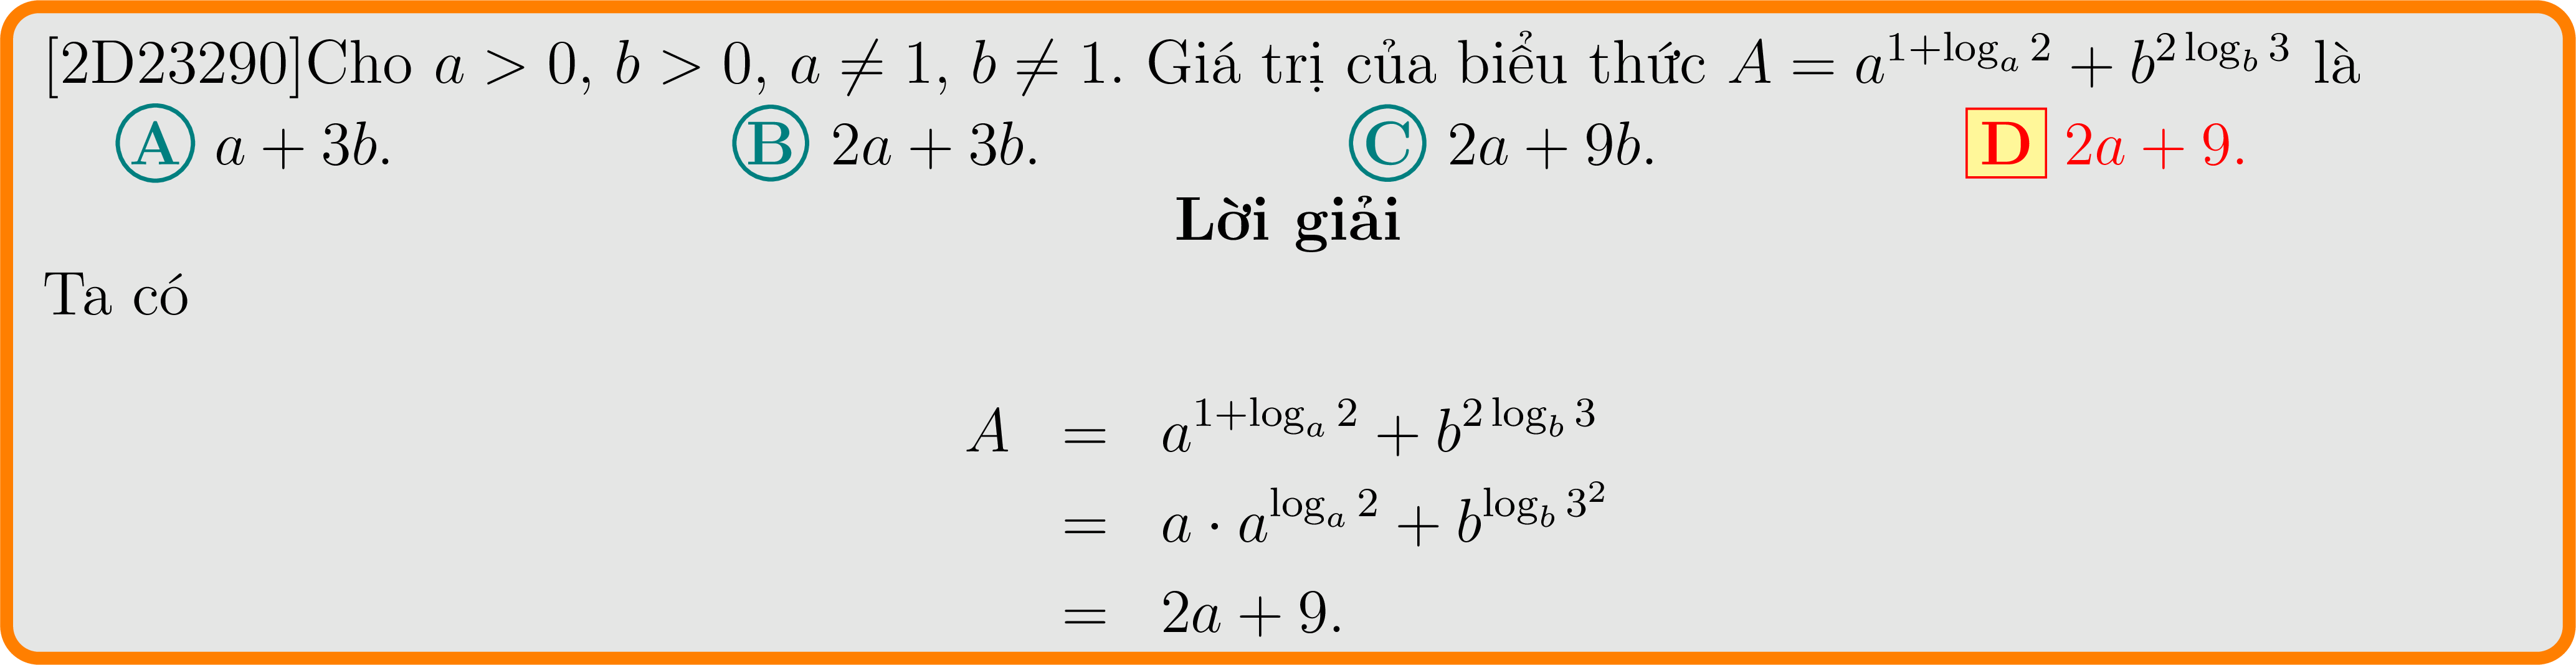 [2D23290]Cho $a > 0$, $b > 0$, $a \neq 1$, $b \neq 1$. Giá trị của biểu thức $A = a^{1+\log_a 2} + b^{2\log_b 3}$ là
A $a + 3b$. B $2a + 3b$. C $2a + 9b$. D $2a + 9$.
Lời giải
Ta có
$A = a^{1+\log_a 2} + b^{2\log_b 3}$
$= a \cdot a^{\log_a 2} + b^{\log_b 3^2}$
$= 2a + 9$.